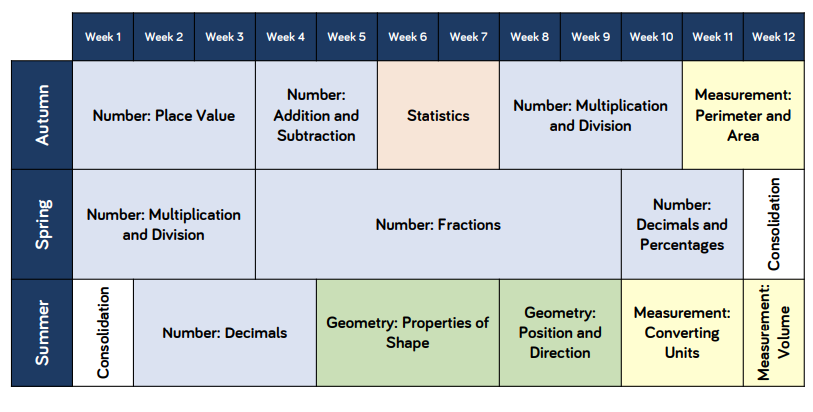 Week 1 Week 2 Week 3 Week 4 Week 5 Week 6 Week 7 Week 8 Week 9 Week 10 Week 11 Week 12
Autumn
Number: Place Value
Number:
Addition and
Subtraction
Statistics
Number: Multiplication
and Division
Measurement:
Perimeter and
Area
Spring
Number: Multiplication
and Division
Number: Fractions
Number:
Decimals and
Percentages
Consolidation
Summer
Consolidation
Number: Decimals
Geometry: Properties of
Shape
Geometry:
Position and
Direction
Measurement:
Converting
Units
Measurement:
Volume